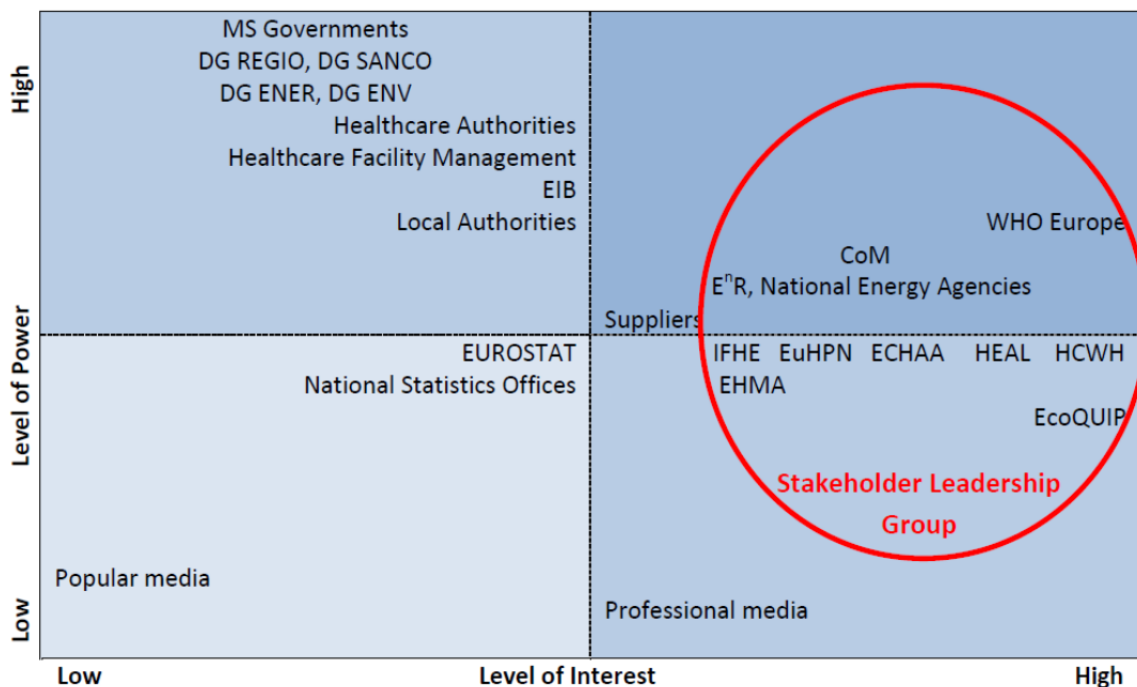 MS Governments
DG REGIO, DG SANCO
DG ENER, DG ENV
Healthcare Authorities
Healthcare Facility Management
EIB
Local Authorities
WHO Europe
CoM
EⁿR, National Energy Agencies
Suppliers
EUROSTAT
National Statistics Offices
IFHE EuHPN ECHAA HEAL HCWH
EHMA
EcoQUIP
Stakeholder Leadership
Group
Popular media
Professional media
High
Level of Power
Low
Low Level of Interest High